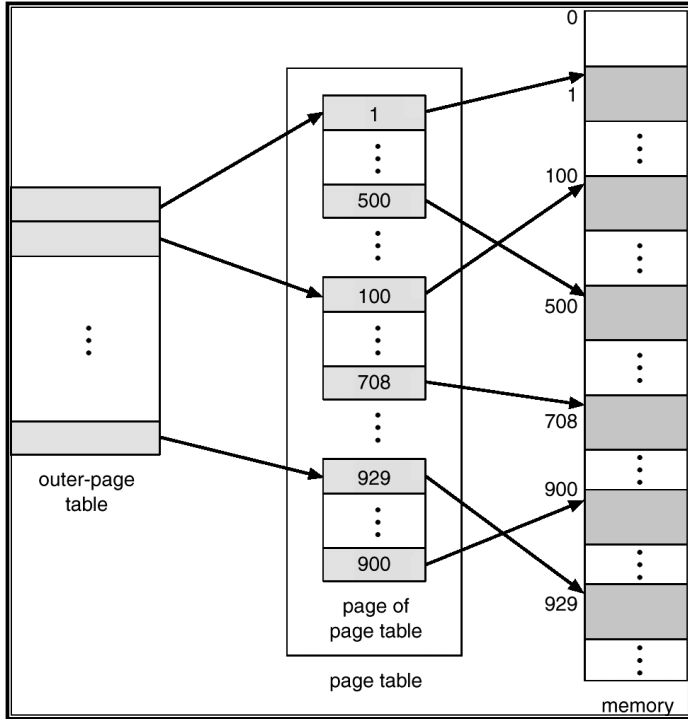 0
1
100
500
708
900
929
1
500
100
708
929
900
outer-page
table
page of
page table
page table
memory